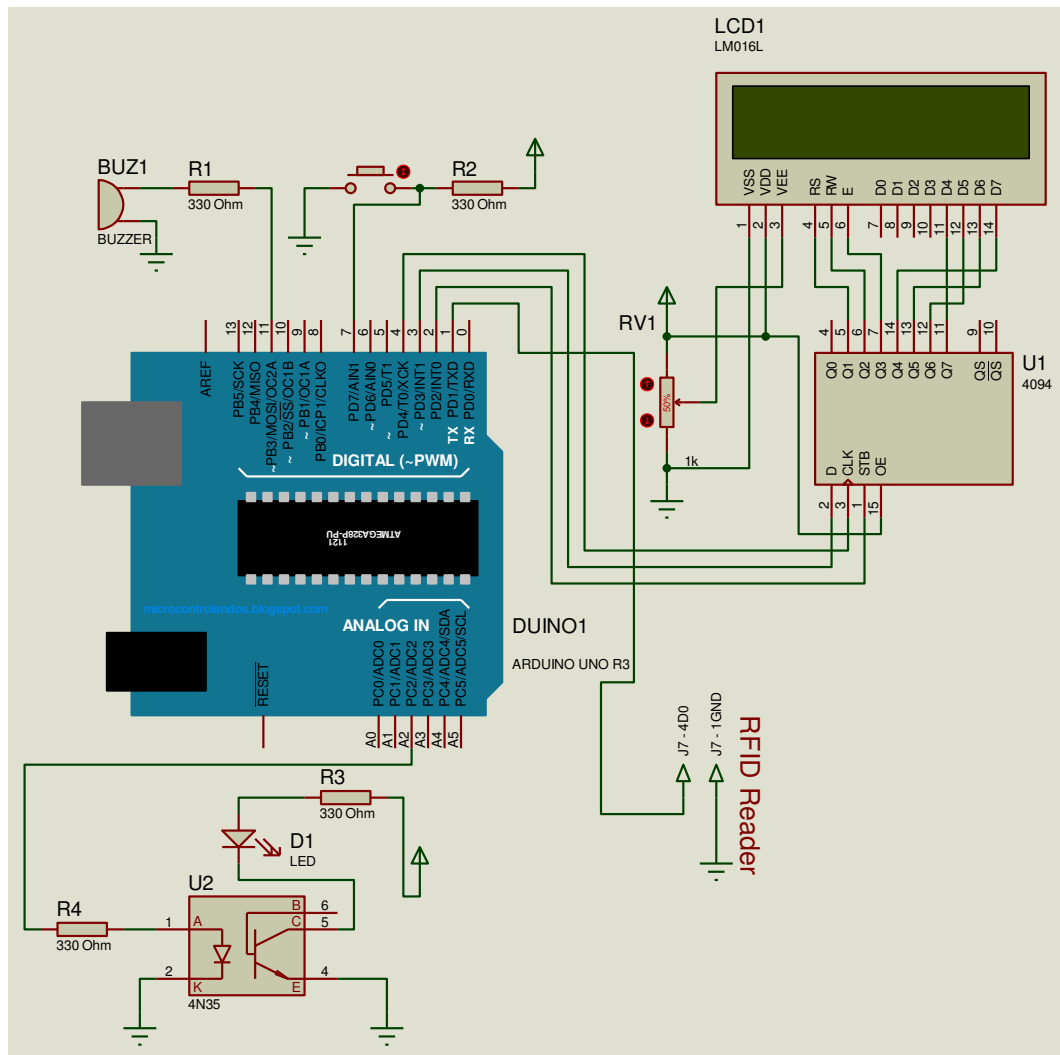 LCD1
LM016L
VSS
VDD
VEE
RS
RW
E
D0
D1
D2
D3
D4
D5
D6
D7
1
2
3
4
5
6
7
8
9
10
11
12
13
14
BUZ1
BUZZER
R1
330 Ohm
R2
330 Ohm
13
12
11
10
9
8
7
6
5
4
3
2
1
0
AREF
PB5/SCK
PB4/MISO
PB3/MOSI/OC2A
PB2/SS/OC1B
PB1/OC1A
PB0/ICP1/CLKO
PD7/AIN1
PD6/AIN0
PD5/T1
PD4/T0/XCK
PD3/INT1
PD2/INT0
PD1/TXD
PD0/RXD
~
~
~
~
~
~
TX
RX
DIGITAL (~PWM)
1121
ATMEGA328P-PU
microcontrolandos.blogspot.com
ANALOG IN
RESET
PC0/ADC0
PC1/ADC1
PC2/ADC2
PC3/ADC3
PC4/ADC4/SDA
PC5/ADC5/SCL
A0
A1
A2
A3
A4
A5
DUINO1
ARDUINO UNO R3
RV1
50%
1k
4
5
6
7
14
13
12
11
9
10
Q0
Q1
Q2
Q3
Q4
Q5
Q6
Q7
QS
QS
U1
4094
D
CLK
STB
OE
2
3
1
15
J7 - 4D0
J7 - 1GND
RFID Reader
R3
330 Ohm
D1
LED
U2
4N35
R4
330 Ohm
1
A
2
K
B
6
C
5
E
4